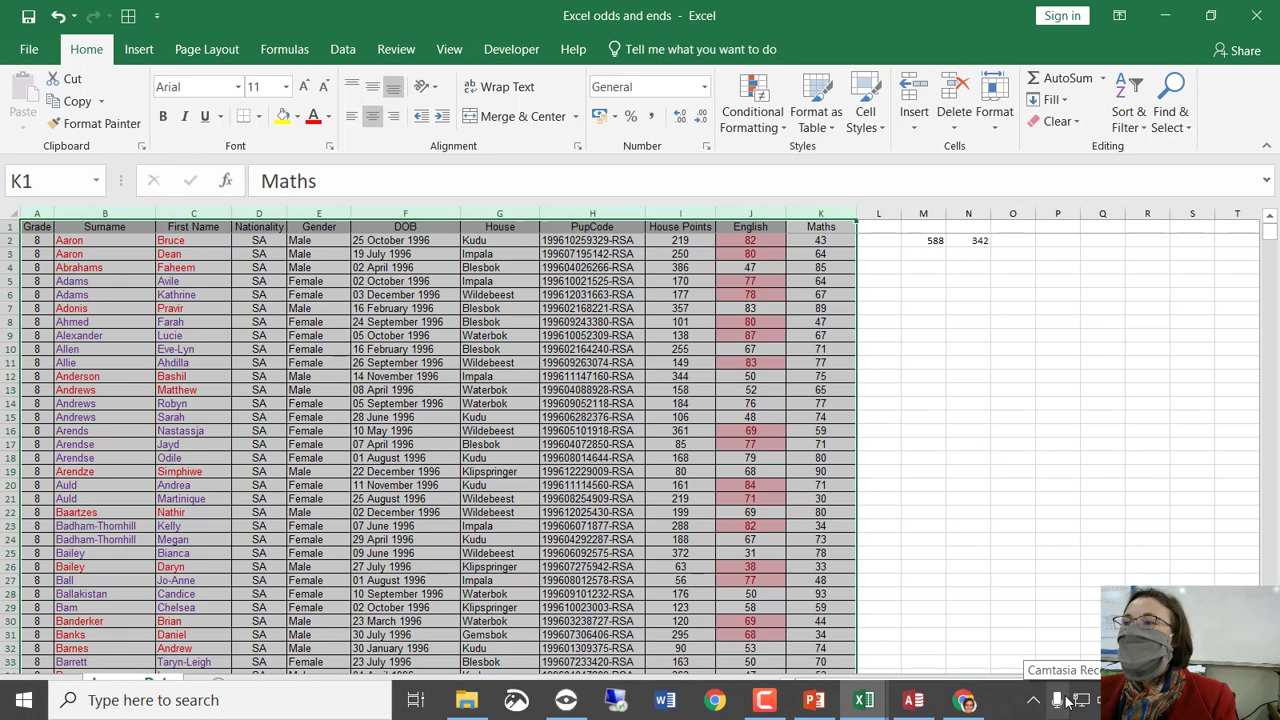 Excel odds and ends - Excel
Sign in
File Home Insert Page Layout Formulas Data Review View Developer Help Tell me what you want to do Share
Paste Cut Copy Format Painter
Arial 11 B I U A A A
Wrap Text Merge & Center
General % ,
Conditional Formatting Format as Table Cell Styles
Insert Delete Format
AutoSum Fill Clear
Sort & Filter Find & Select
Clipboard Font Alignment Number Styles Cells Editing
K1 fx Maths
A B C D E F G H I J K L M N O P Q R S T
1 Grade Surname First Name Nationality Gender DOB House PupCode House Points English Maths
2 8 Aaron Bruce SA Male 25 October 1996 Kudu 199610259329-RSA 219 82 43 588 342
3 8 Aaron Dean SA Male 19 July 1996 Impala 199607195142-RSA 250 80 64
4 8 Abrahams Faheem SA Male 02 April 1996 Blesbok 199604026266-RSA 386 47 85
5 8 Adams Avile SA Female 02 October 1996 Impala 199610021525-RSA 170 77 64
6 8 Adams Kathrine SA Female 03 December 1996 Wildebeest 199612031663-RSA 177 78 67
7 8 Adonis Pravir SA Male 16 February 1996 Blesbok 199602168221-RSA 357 83 89
8 8 Ahmed Farah SA Female 24 September 1996 Blesbok 199609243380-RSA 101 80 47
9 8 Alexander Lucie SA Female 05 October 1996 Waterbok 199610052309-RSA 138 87 67
10 8 Allen Eve-Lyn SA Female 16 February 1996 Blesbok 199602164240-RSA 255 67 71
11 8 Allie Ahdilla SA Female 26 September 1996 Wildebeest 199609263074-RSA 149 83 77
12 8 Anderson Bashil SA Male 14 November 1996 Impala 199611147160-RSA 344 50 75
13 8 Andrews Matthew SA Male 08 April 1996 Waterbok 199604088928-RSA 158 52 65
14 8 Andrews Robyn SA Female 05 September 1996 Waterbok 199609052118-RSA 184 76 77
15 8 Andrews Sarah SA Female 28 June 1996 Kudu 199606282376-RSA 106 48 74
16 8 Arends Nastassja SA Female 10 May 1996 Waterbok 199605101918-RSA 361 69 59
17 8 Arendse Jayd SA Female 07 April 1996 Blesbok 199604072850-RSA 85 77 71
18 8 Arendse Odile SA Female 01 August 1996 Kudu 199608014644-RSA 168 79 80
19 8 Arendze Simphiwe SA Male 22 December 1996 Klipspringer 199612229009-RSA 80 68 90
20 8 Auld Andrea SA Female 11 November 1996 Kudu 199611114560-RSA 161 84 71
21 8 Auld Martinique SA Female 25 August 1996 Wildebeest 199608254909-RSA 219 71 30
22 8 Baartzes Nathir SA Male 02 December 1996 Kudu 199612025430-RSA 199 69 80
23 8 Badham-Thornhill Kelly SA Female 07 June 1996 Impala 199606071877-RSA 288 82 34
24 8 Badham-Thornhill Megan SA Female 29 April 1996 Kudu 199604292287-RSA 188 67 73
25 8 Bailey Bianca SA Female 09 June 1996 Wildebeest 199606092575-RSA 372 31 78
26 8 Bailey Daryn SA Male 27 July 1996 Klipspringer 199607275942-RSA 63 38 33
27 8 Ball Jo-Anne SA Female 01 August 1996 Impala 199608012578-RSA 56 77 48
28 8 Ballakistan Candice SA Female 10 September 1996 Wildebeest 199609101232-RSA 176 50 93
29 8 Bam Chelsea SA Female 02 October 1996 Klipspringer 199610023003-RSA 123 58 59
30 8 Banderker Brian SA Male 23 March 1996 Waterbok 199603238727-RSA 120 69 44
31 8 Banks Daniel SA Male 30 July 1996 Gemsbok 199607306406-RSA 295 68 34
32 8 Barnes Andrew SA Male 30 January 1996 Kudu 199601309375-RSA 90 53 74
33 8 Barrett Taryn-Leigh SA Female 23 July 1996 Blesbok 199607233420-RSA 163 50 70
Camtasia Rec
Type here to search